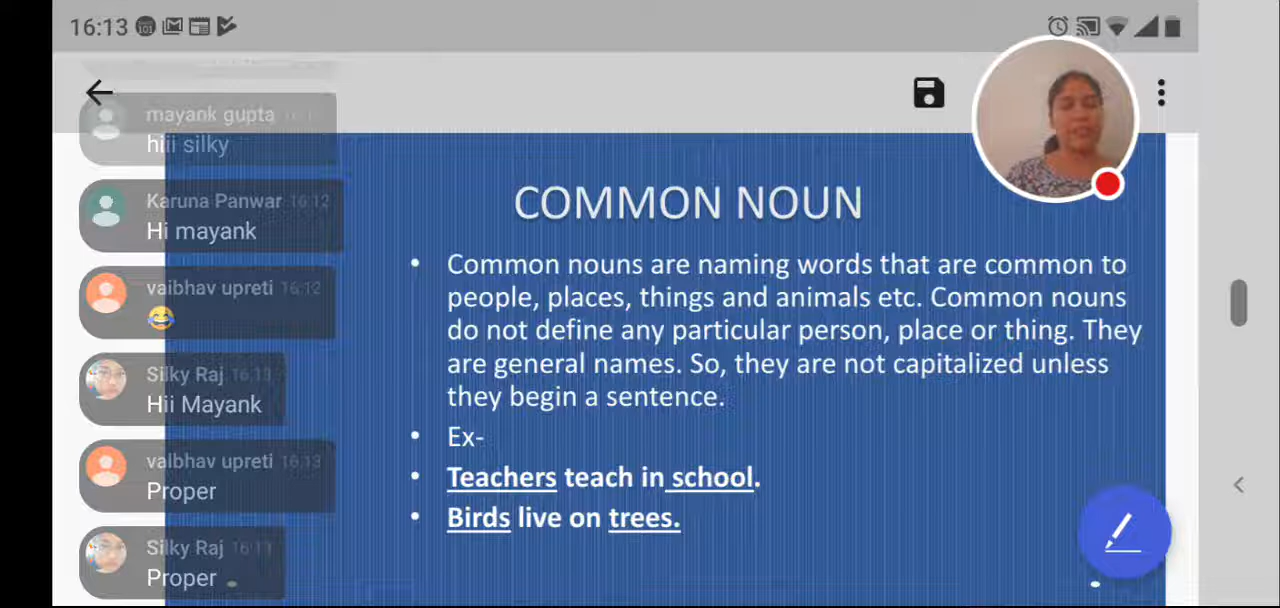 16:13
mayank gupta
hiii silky
Karuna Panwar 16:12
Hi mayank
vaibhav upreti 16:12
😂
Silky Raj 16:13
Hii Mayank
vaibhav upreti 16:13
Proper
Silky Raj
Proper
COMMON NOUN
• Common nouns are naming words that are common to
people, places, things and animals etc. Common nouns
do not define any particular person, place or thing. They
are general names. So, they are not capitalized unless
they begin a sentence.
• Ex-
• Teachers teach in school.
• Birds live on trees.